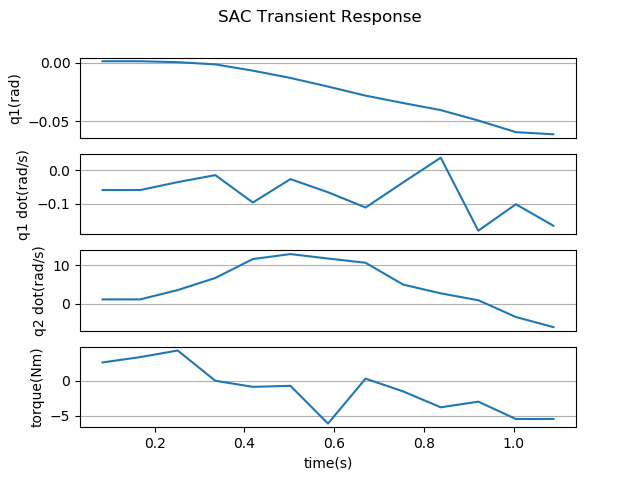 SAC Transient Response
0.00
−0.05
q1(rad)
0.0
−0.1
q1 dot(rad/s)
10
0
q2 dot(rad/s)
0
−5
torque(Nm)
0.2 0.4 0.6 0.8 1.0
time(s)